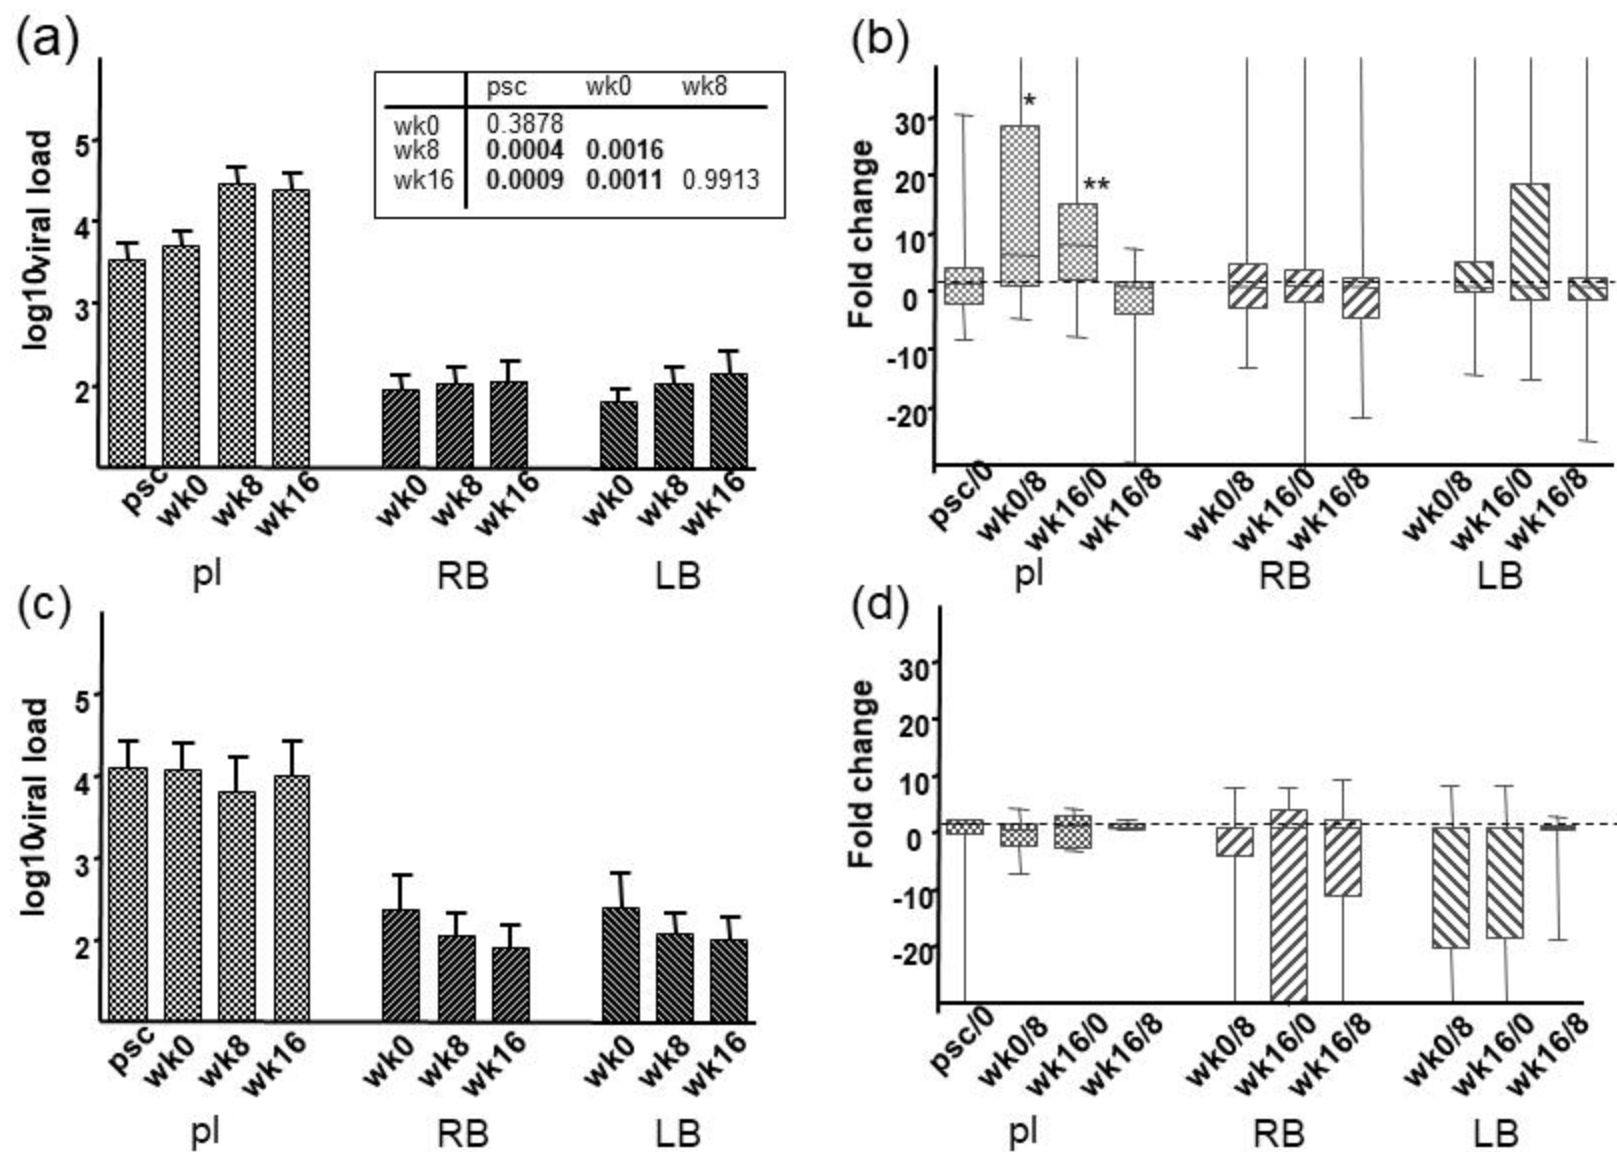 (a)
log10viral load
5
4
3
2
psc wk0 wk8
wk0 0.3878
wk8 0.0004 0.0016
wk16 0.0009 0.0011 0.9913
psc wk0 wk8 wk16 wk0 wk8 wk16 wk0 wk8 wk16
pl RB LB
(b)
Fold change
30
20
10
0
-10
-20
*
**
psc/0 wk0/8 wk16/0 wk16/8 wk0/8 wk16/0 wk16/8 wk0/8 wk16/0 wk16/8
pl RB LB
(c)
log10viral load
5
4
3
2
psc wk0 wk8 wk16 wk0 wk8 wk16 wk0 wk8 wk16
pl RB LB
(d)
Fold change
30
20
10
0
-10
-20
psc/0 wk0/8 wk16/0 wk16/8 wk0/8 wk16/0 wk16/8 wk0/8 wk16/0 wk16/8
pl RB LB